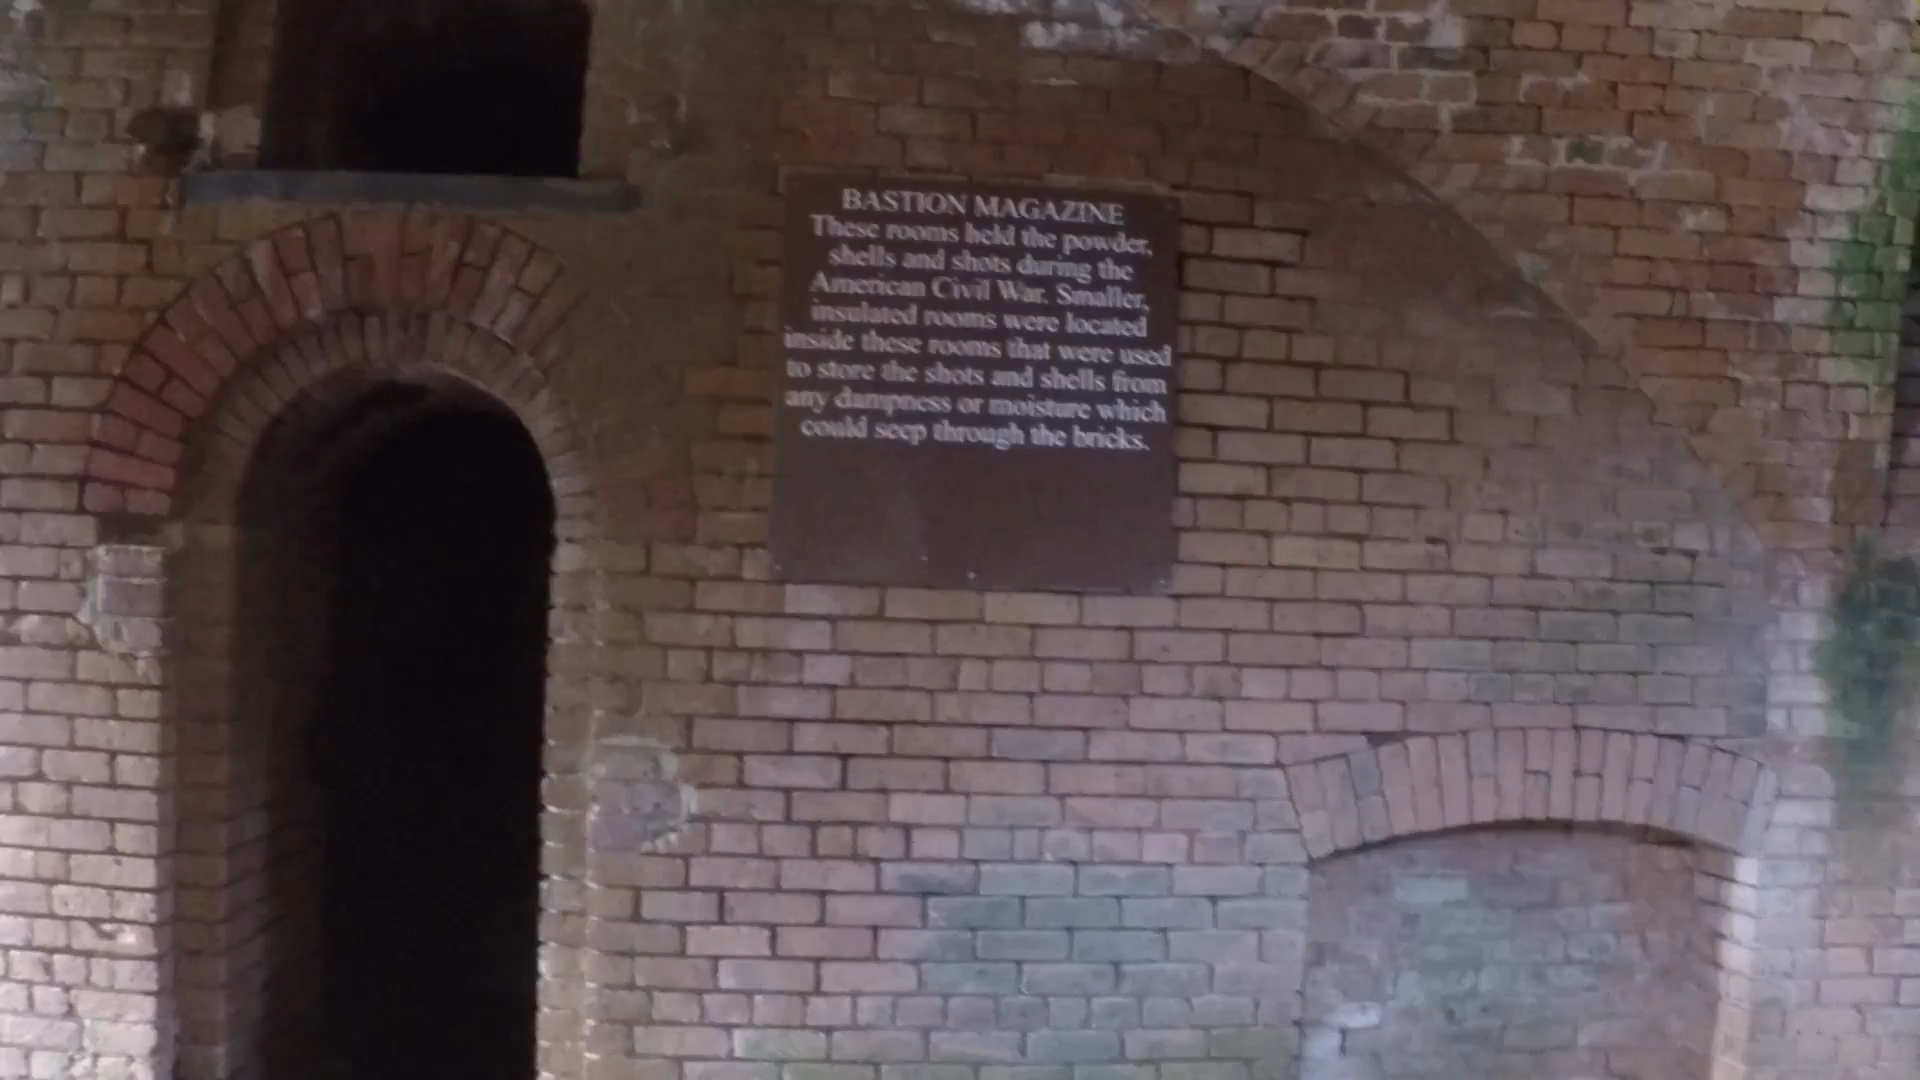 BASTION MAGAZINE
These rooms held the powder,
shells and shots during the
American Civil War. Smaller,
insulated rooms were located
inside these rooms that were used
to store the shots and shells from
any dampness or moisture which
could seep through the bricks.